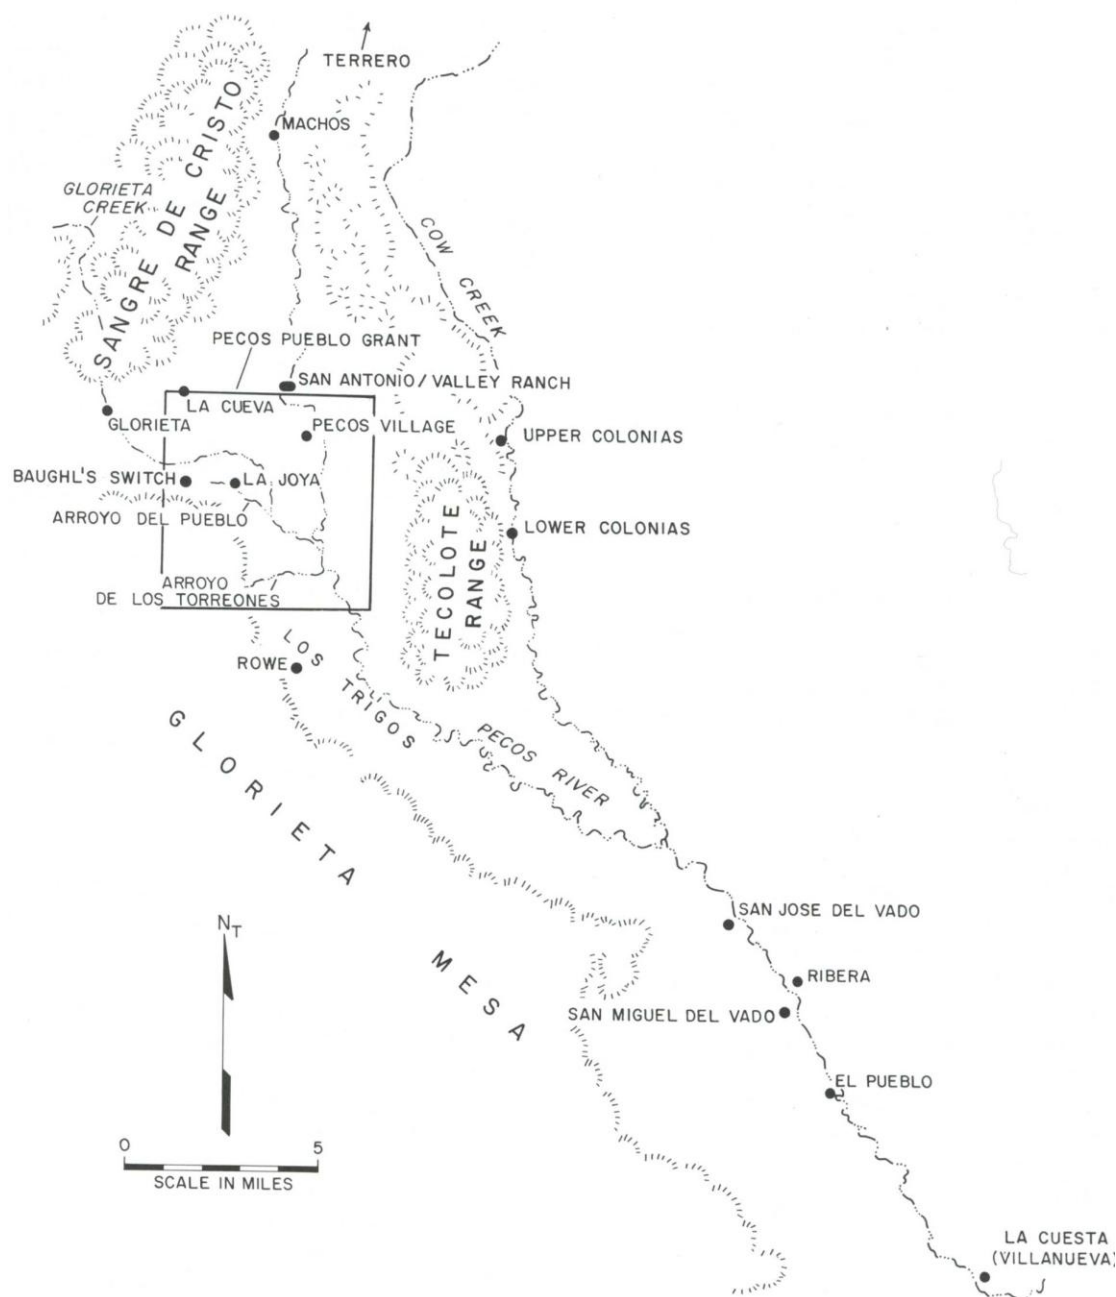 TERRERO
MACHOS
SANGRE DE CRISTO
RANGE
GLORIETA
CREEK
COW CREEK
PECOS PUEBLO GRANT
SAN ANTONIO/VALLEY RANCH
LA CUEVA
GLORIETA
PECOS VILLAGE
UPPER COLONIAS
BAUGHL'S SWITCH
LA JOYA
ARROYO DEL PUEBLO
LOWER COLONIAS
TECOLOTE
RANGE
ARROYO
DE LOS TORREONES
LOS TRIGOS
ROWE
PECOS RIVER
GLORIETA MESA
SAN JOSE DEL VADO
RIBERA
SAN MIGUEL DEL VADO
EL PUEBLO
NT
0 5
SCALE IN MILES
LA CUESTA
(VILLANUEVA)